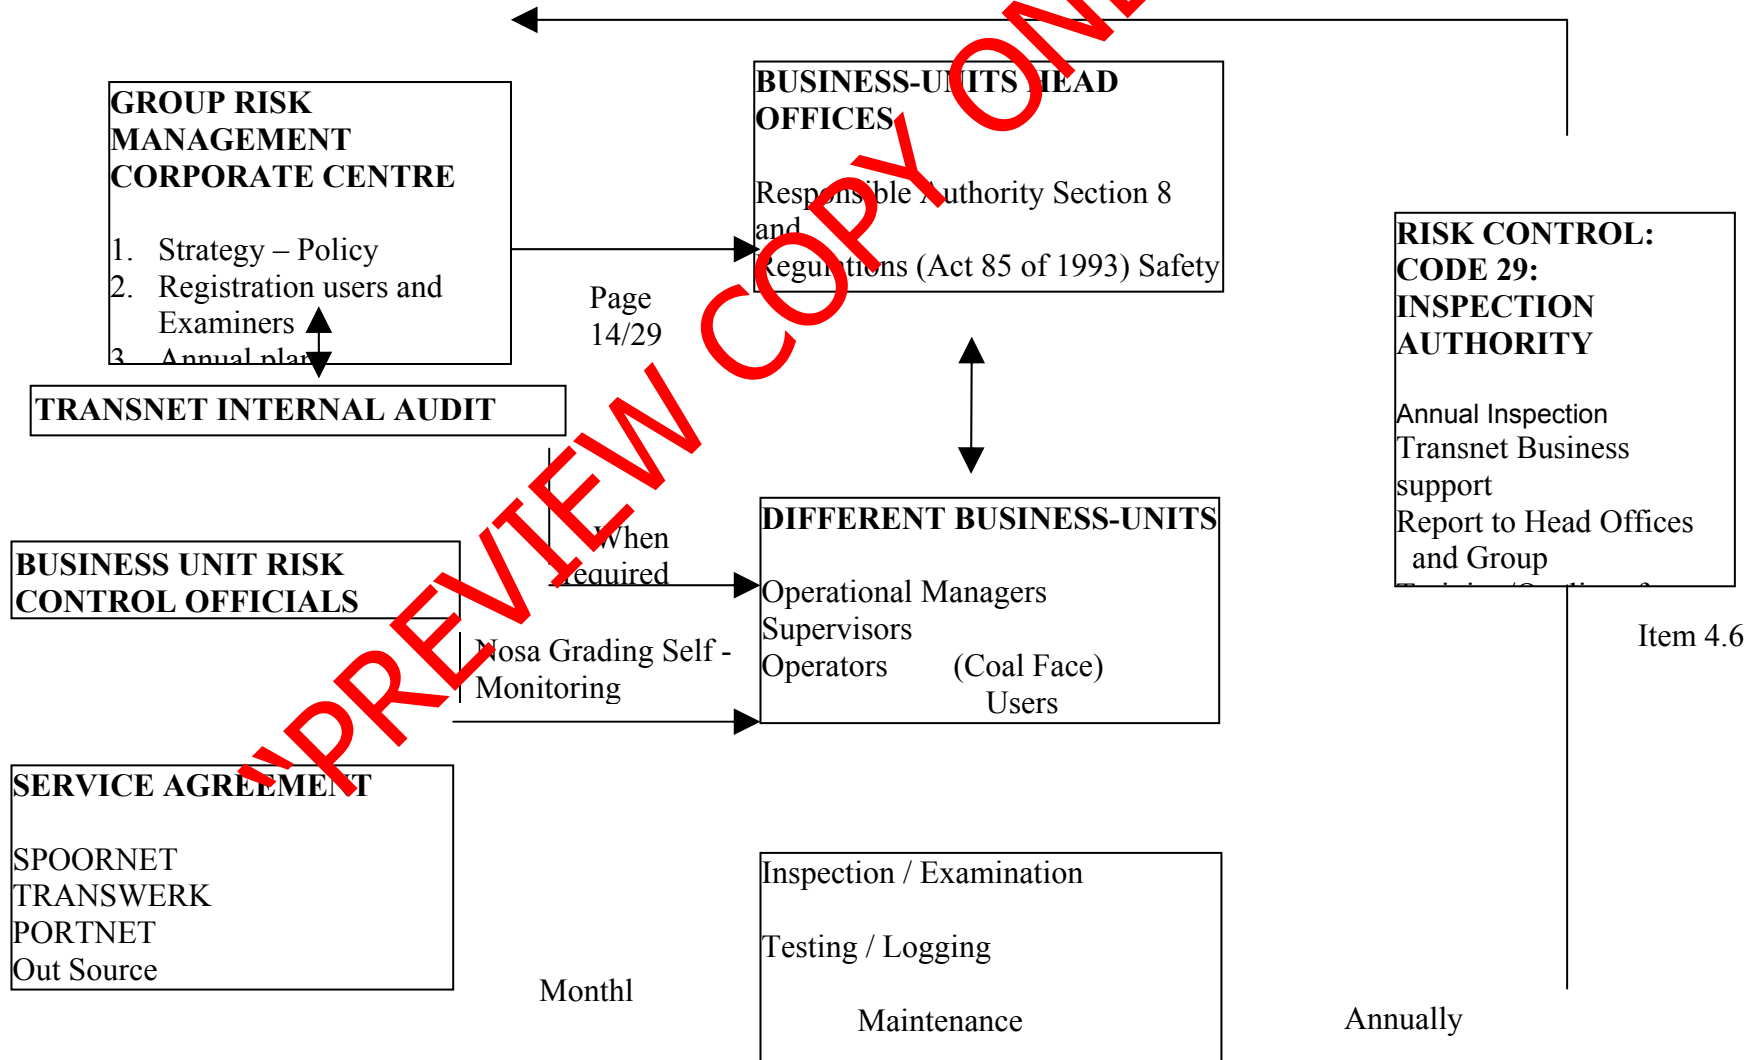 "PREVIEW COPY ON
GROUP RISK
MANAGEMENT
CORPORATE CENTRE
1. Strategy – Policy
2. Registration users and
Examiners
3. Annual plan
BUSINESS-UNITS HEAD
OFFICES
Responsible Authority Section 8
and
Regulations (Act 85 of 1993) Safety
Page
14/29
RISK CONTROL:
CODE 29:
INSPECTION
AUTHORITY
Annual Inspection
Transnet Business
support
Report to Head Offices
and Group
TRANSNET INTERNAL AUDIT
When
required
BUSINESS UNIT RISK
CONTROL OFFICIALS
DIFFERENT BUSINESS-UNITS
Operational Managers
Supervisors
Operators (Coal Face)
Users
Nosa Grading Self -
Monitoring
Item 4.6
SERVICE AGREEMENT
SPOORNET
TRANSWERK
PORTNET
Out Source
Inspection / Examination
Testing / Logging
Maintenance
Monthl
Annually